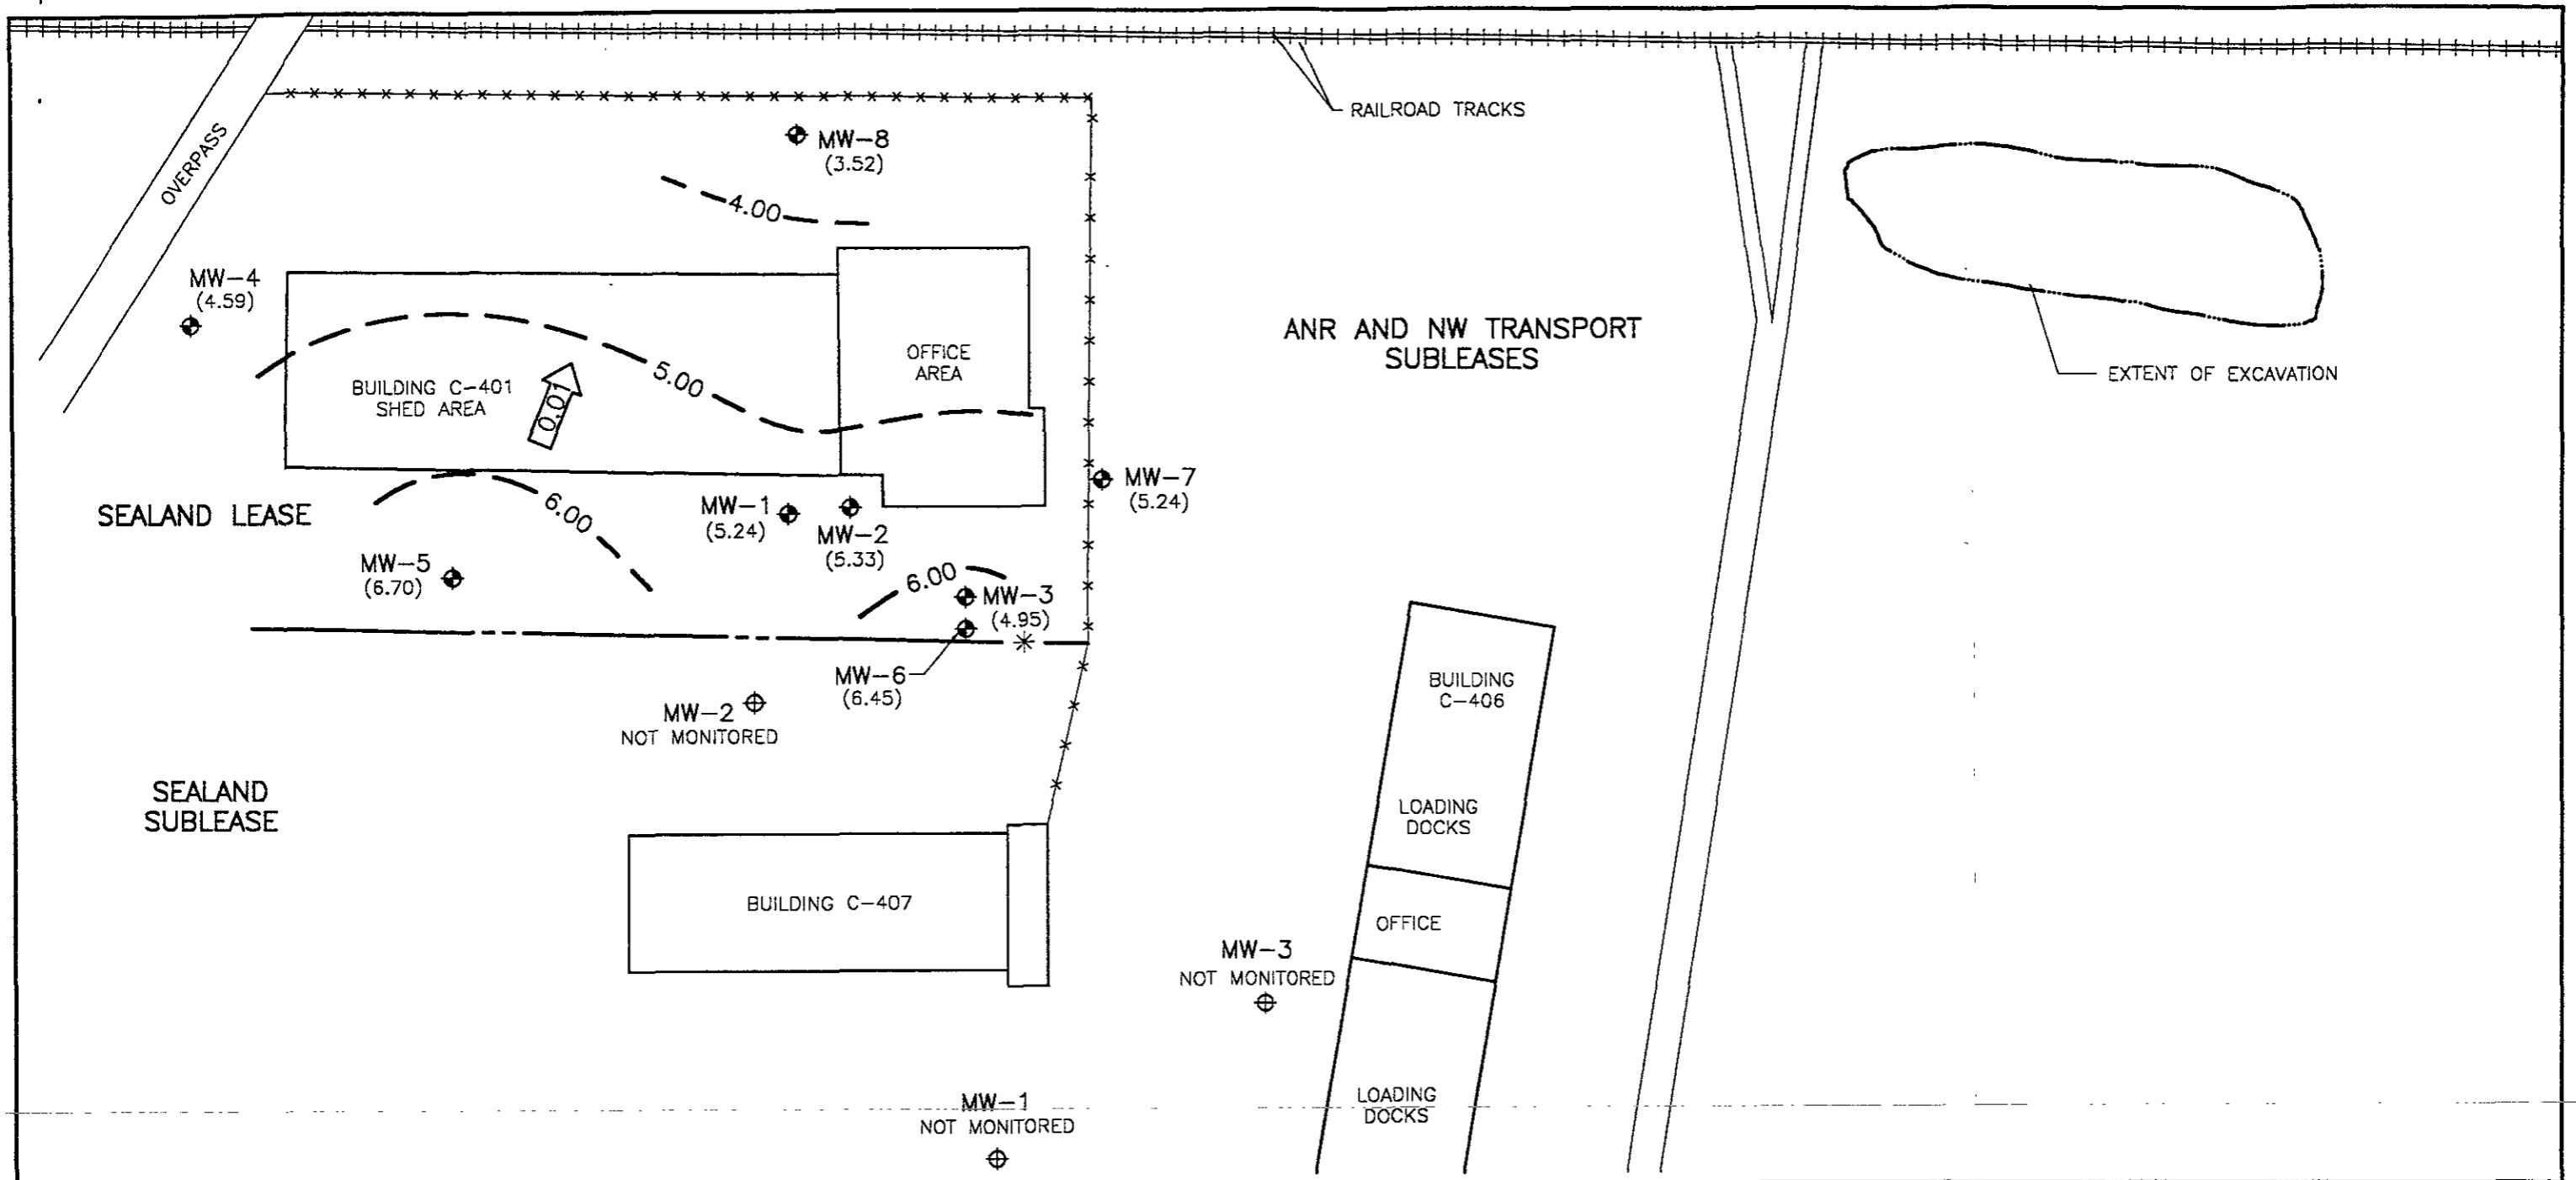 RAILROAD TRACKS
OVERPASS
MW-8
(3.52)
4.00
MW-4
(4.59)
OFFICE
AREA
ANR AND NW TRANSPORT
SUBLEASES
EXTENT OF EXCAVATION
BUILDING C-401
SHED AREA
0.01
5.00
SEALAND LEASE
6.00
MW-1
(5.24)
MW-2
(5.33)
MW-7
(5.24)
MW-5
(6.70)
6.00
MW-3
(4.95)
MW-6
(6.45)
MW-2
NOT MONITORED
BUILDING
C-406
SEALAND
SUBLEASE
LOADING
DOCKS
BUILDING C-407
OFFICE
MW-3
NOT MONITORED
MW-1
NOT MONITORED
LOADING
DOCKS